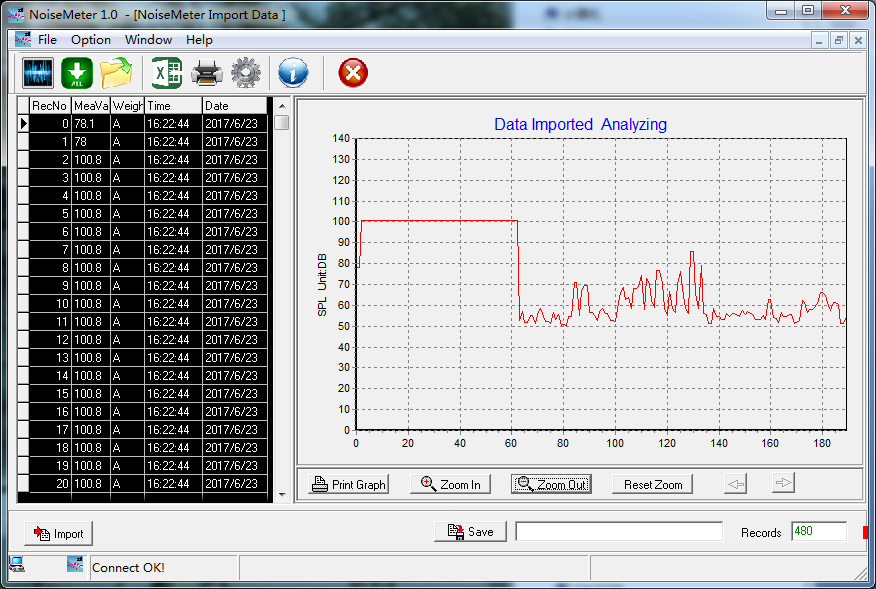 NoiseMeter 1.0 - [NoiseMeter Import Data ]
File Option Window Help
ALL
RecNo MeaVa Weigh Time Date
0 78.1 A 16:22:44 2017/6/23
1 78 A 16:22:44 2017/6/23
2 100.8 A 16:22:44 2017/6/23
3 100.8 A 16:22:44 2017/6/23
4 100.8 A 16:22:44 2017/6/23
5 100.8 A 16:22:44 2017/6/23
6 100.8 A 16:22:44 2017/6/23
7 100.8 A 16:22:44 2017/6/23
8 100.8 A 16:22:44 2017/6/23
9 100.8 A 16:22:44 2017/6/23
10 100.8 A 16:22:44 2017/6/23
11 100.8 A 16:22:44 2017/6/23
12 100.8 A 16:22:44 2017/6/23
13 100.8 A 16:22:44 2017/6/23
14 100.8 A 16:22:44 2017/6/23
15 100.8 A 16:22:44 2017/6/23
16 100.8 A 16:22:44 2017/6/23
17 100.8 A 16:22:44 2017/6/23
18 100.8 A 16:22:44 2017/6/23
19 100.8 A 16:22:44 2017/6/23
20 100.8 A 16:22:44 2017/6/23
Data Imported Analyzing
SPL Unit:DB
140
130
120
110
100
90
80
70
60
50
40
30
20
10
0
0 20 40 60 80 100 120 140 160 180
Print Graph Zoom In Zoom Out Reset Zoom
Import Save Records 480
Connect OK!